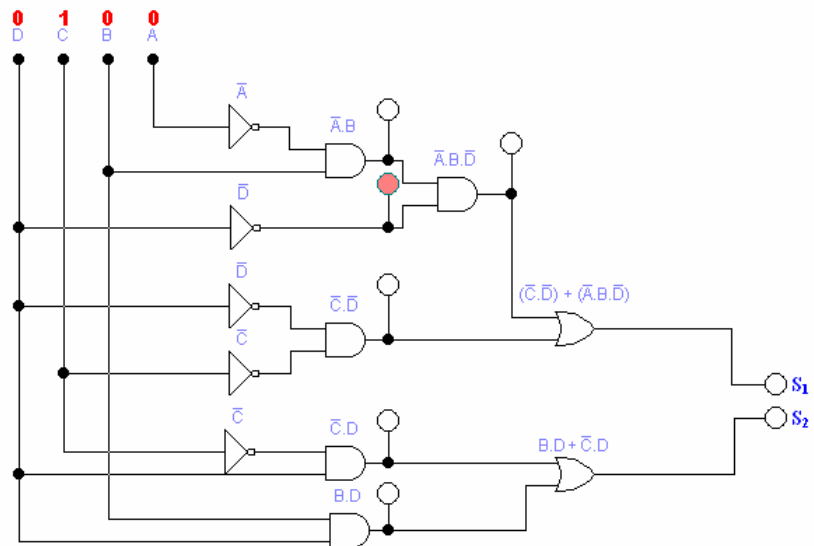 0 1 0 0
D C B A
A̅
A̅.B
A̅.B.D̅
D̅
D̅
C̅.D̅
(C̅.D̅) + (A̅.B.D̅)
C̅
S₁
S₂
C̅
C̅.D
B.D + C̅.D
B.D